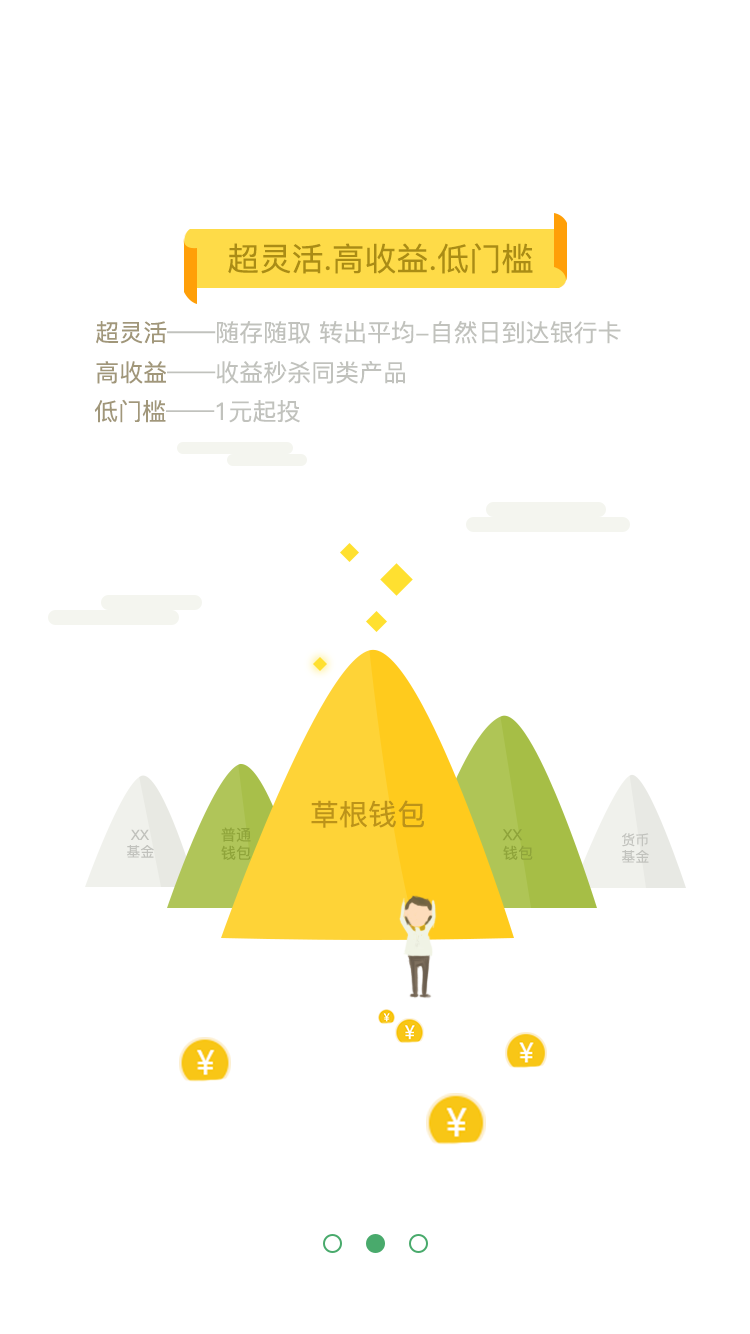 超灵活.高收益.低门槛
超灵活——随存随取 转出平均–自然日到达银行卡
高收益——收益秒杀同类产品
低门槛——1元起投
草根钱包
XX
基金
普通
钱包
XX
钱包
货币
基金
¥
¥
¥
¥
¥